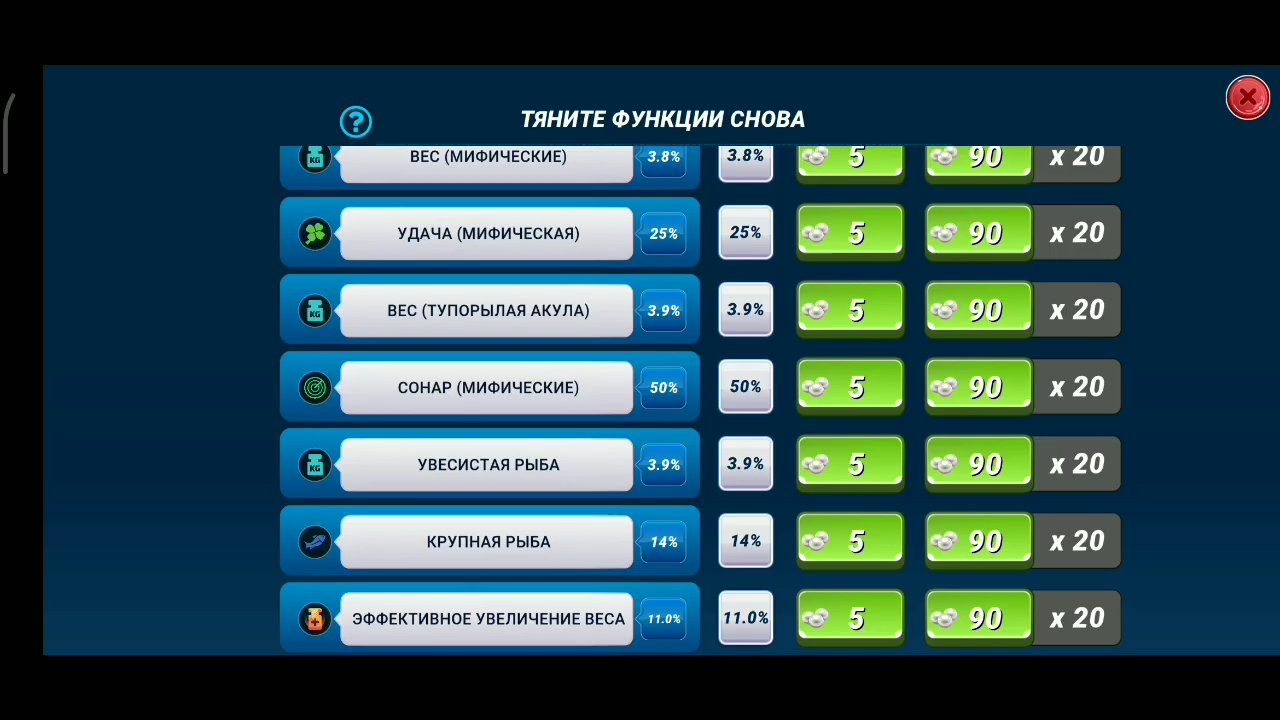 ? ТЯНИТЕ ФУНКЦИИ СНОВА
KG ВЕС (МИФИЧЕСКИЕ) 3.8% 3.8% 5 90 x 20
УДАЧА (МИФИЧЕСКАЯ) 25% 25% 5 90 x 20
KG ВЕС (ТУПОРЫЛАЯ АКУЛА) 3.9% 3.9% 5 90 x 20
СОНАР (МИФИЧЕСКИЕ) 50% 50% 5 90 x 20
KG УВЕСИСТАЯ РЫБА 3.9% 3.9% 5 90 x 20
КРУПНАЯ РЫБА 14% 14% 5 90 x 20
ЭФФЕКТИВНОЕ УВЕЛИЧЕНИЕ ВЕСА 11.0% 11.0% 5 90 x 20